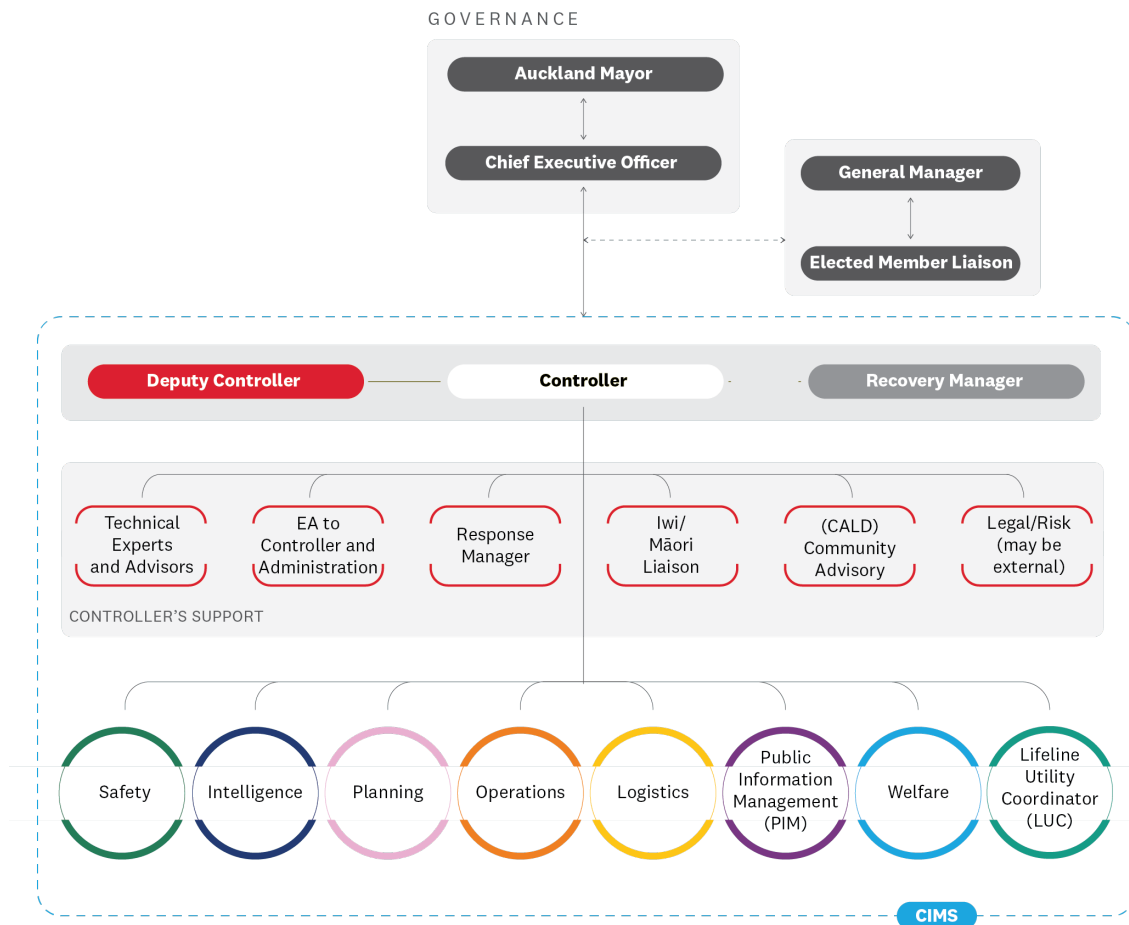 GOVERNANCE
Auckland Mayor
Chief Executive Officer
General Manager
Elected Member Liaison
Deputy Controller
Controller
Recovery Manager
Technical
Experts
and Advisors
EA to
Controller and
Administration
Response
Manager
Iwi/
Māori
Liaison
(CALD)
Community
Advisory
Legal/Risk
(may be
external)
CONTROLLER’S SUPPORT
Safety
Intelligence
Planning
Operations
Logistics
Public
Information
Management
(PIM)
Welfare
Lifeline
Utility
Coordinator
(LUC)
CIMS